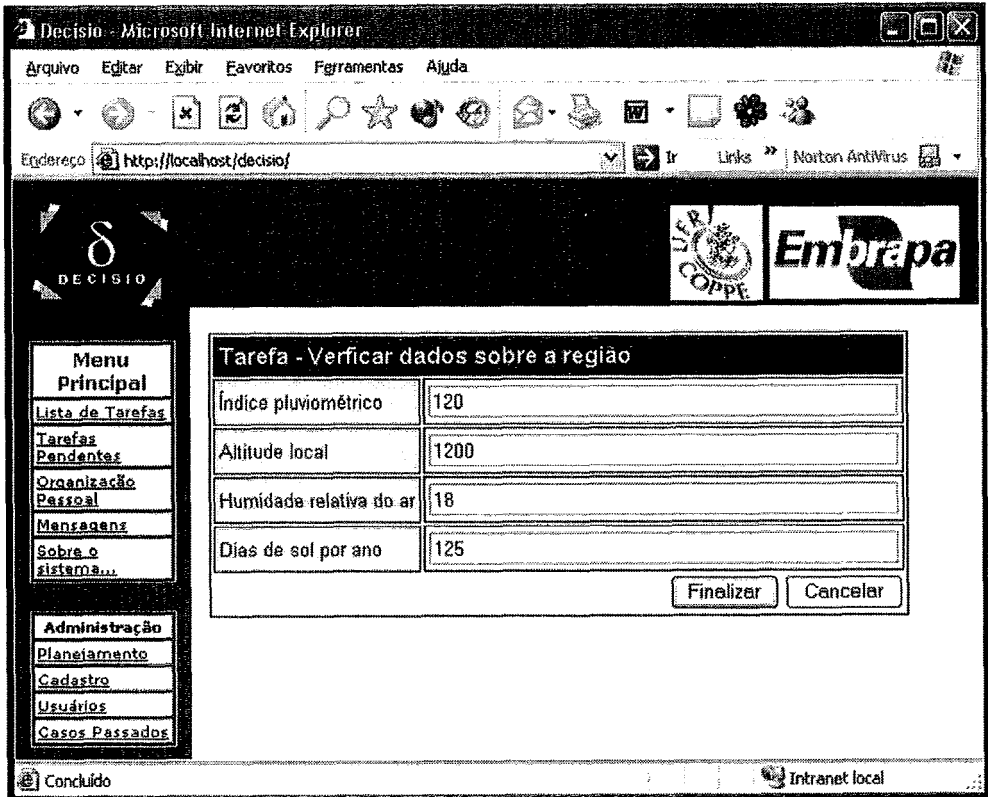 Decisio - Microsoft Internet Explorer
Arquivo Editar Exibir Favoritos Ferramentas Ajuda
Endereço http://localhost/decisio/ Ir Links » Norton AntiVirus
δ
DECISIO
UFRJ
COPPE
Embrapa
Menu
Principal
Lista de Tarefas
Tarefas
Pendentes
Organização
Pessoal
Mensagens
Sobre o
sistema...
Administração
Planejamento
Cadastro
Usuários
Casos Passados
Tarefa - Verficar dados sobre a região
Índice pluviométrico 120
Altitude local 1200
Humidade relativa do ar 18
Dias de sol por ano 125
Finalizar Cancelar
Concluído Intranet local